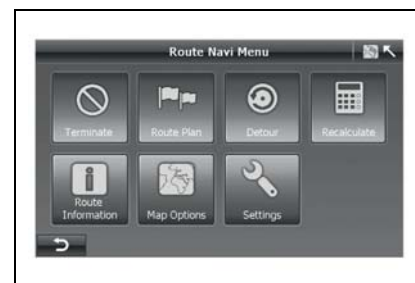 Route Navi Menu
Terminate
Route Plan
Detour
Recalculate
Route
Information
Map Options
Settings